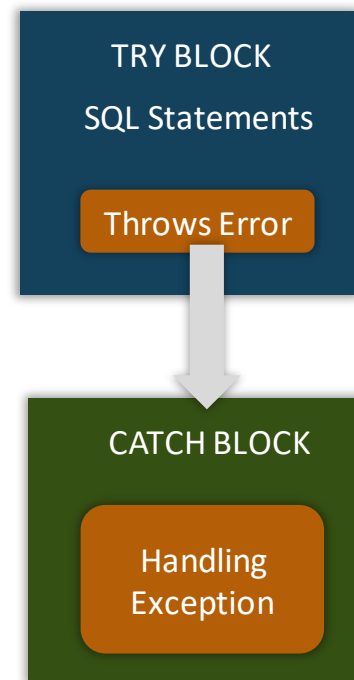 TRY BLOCK
SQL Statements
Throws Error
CATCH BLOCK
Handling
Exception